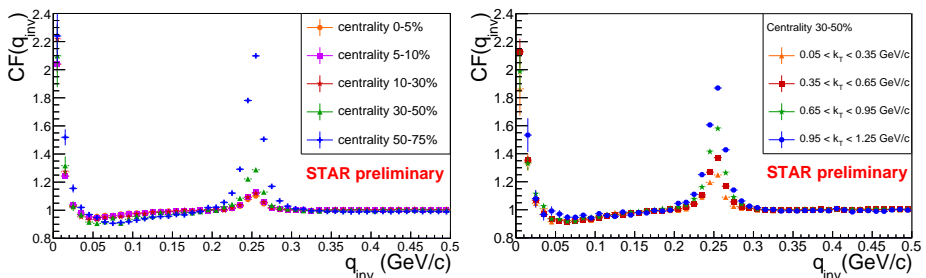 CF(q_inv)
2.4
2.2
2
1.8
1.6
1.4
1.2
1
0.8
centrality 0-5%
centrality 5-10%
centrality 10-30%
centrality 30-50%
centrality 50-75%
STAR preliminary
0 0.05 0.1 0.15 0.2 0.25 0.3 0.35 0.4 0.45 0.5
q_inv (GeV/c)
CF(q_inv)
2.4
2.2
2
1.8
1.6
1.4
1.2
1
0.8
Centrality 30-50%
0.05 < k_T < 0.35 GeV/c
0.35 < k_T < 0.65 GeV/c
0.65 < k_T < 0.95 GeV/c
0.95 < k_T < 1.25 GeV/c
STAR preliminary
0 0.05 0.1 0.15 0.2 0.25 0.3 0.35 0.4 0.45 0.5
q_inv (GeV/c)